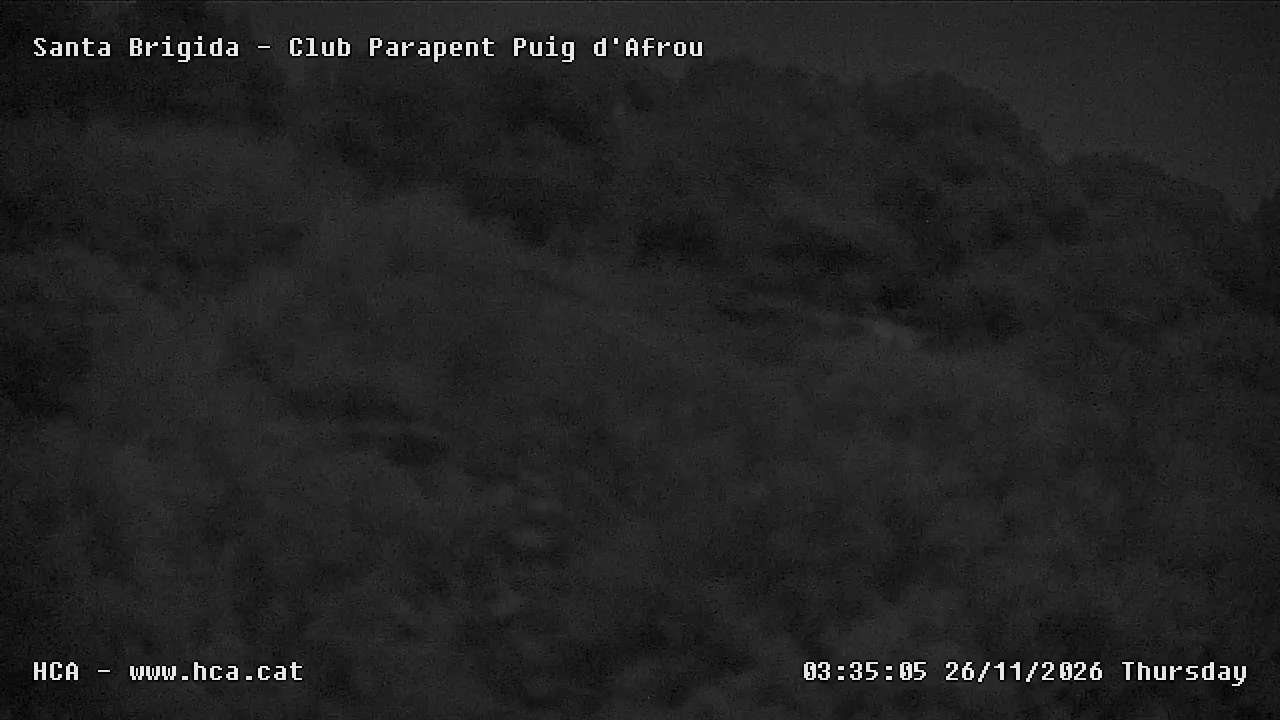 Santa Brigida - Club Parapent Puig d'Afrou
HCA - www.hca.cat
03:35:05 26/11/2026 Thursday